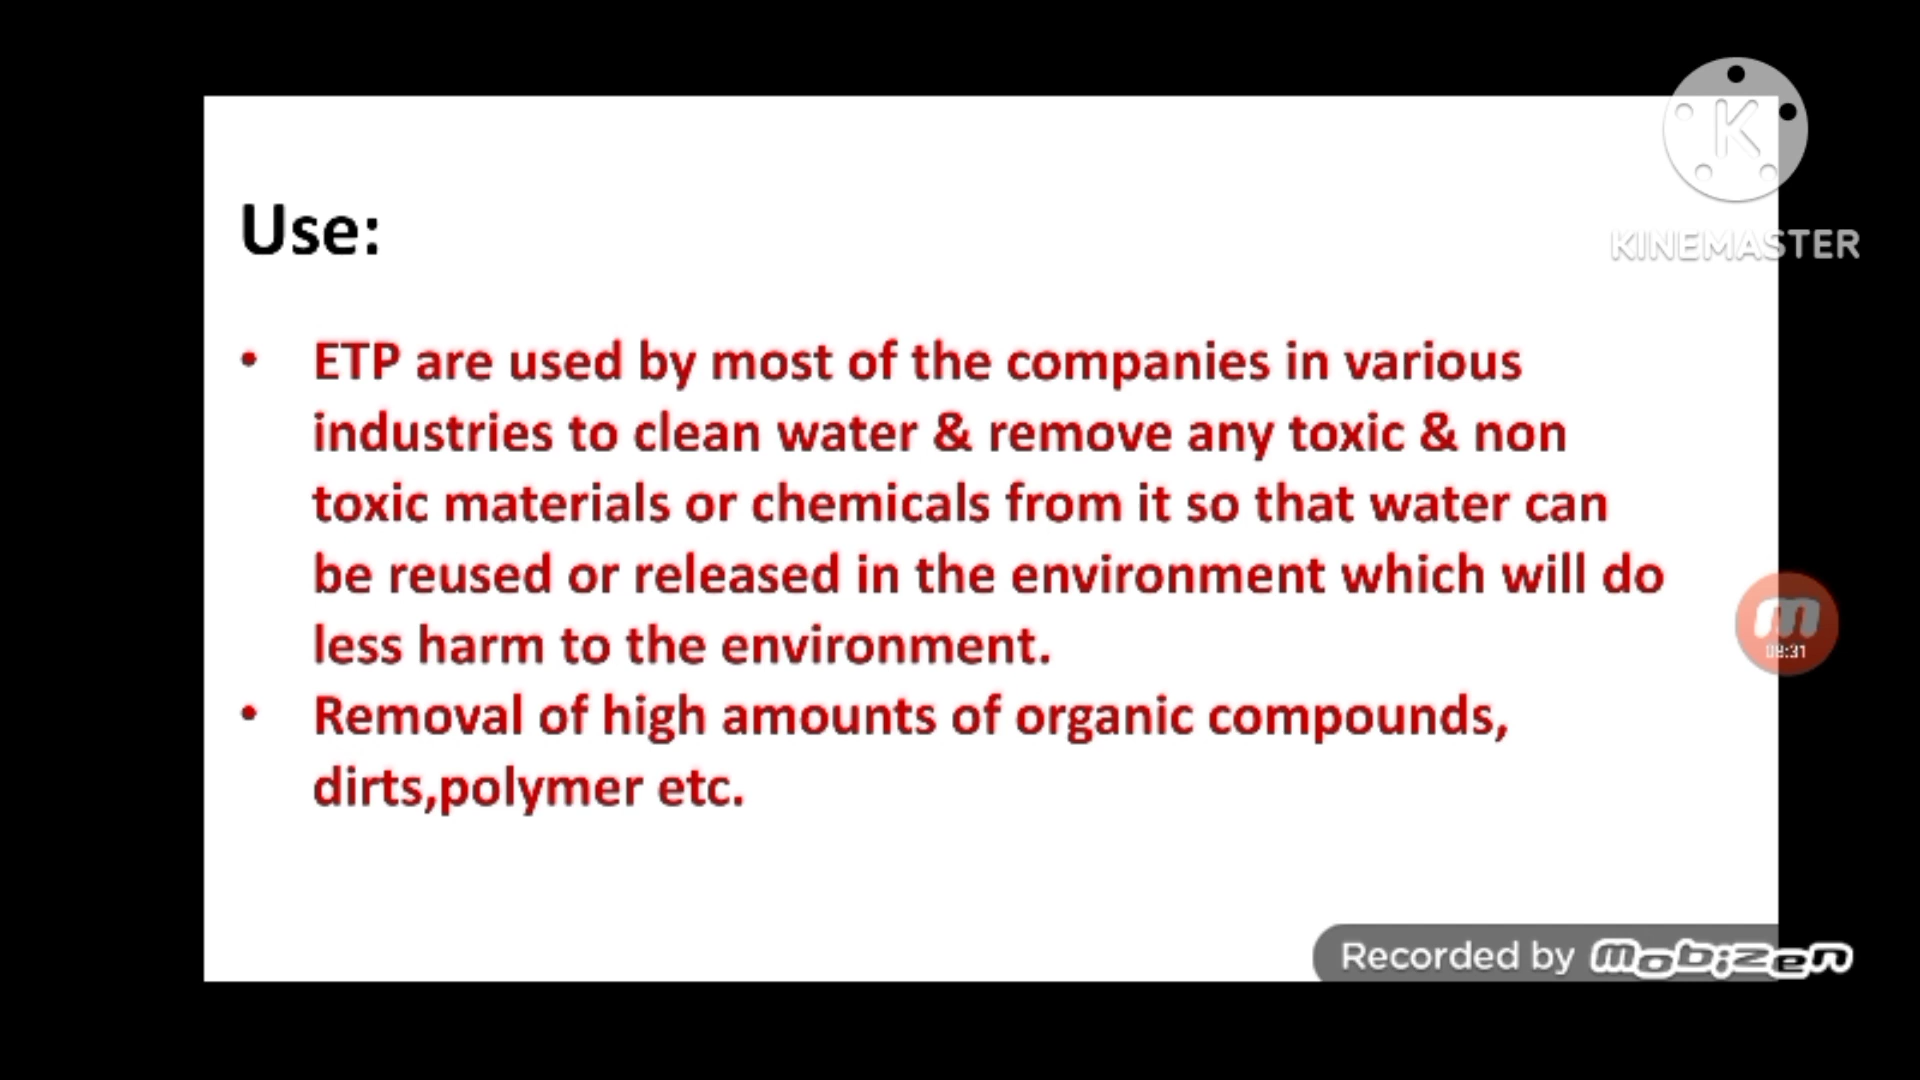 K
KINEMASTER
Use:
• ETP are used by most of the companies in various
industries to clean water & remove any toxic & non
toxic materials or chemicals from it so that water can
be reused or released in the environment which will do
less harm to the environment.
• Removal of high amounts of organic compounds,
dirts,polymer etc.
m
08:31
Recorded by mobizen